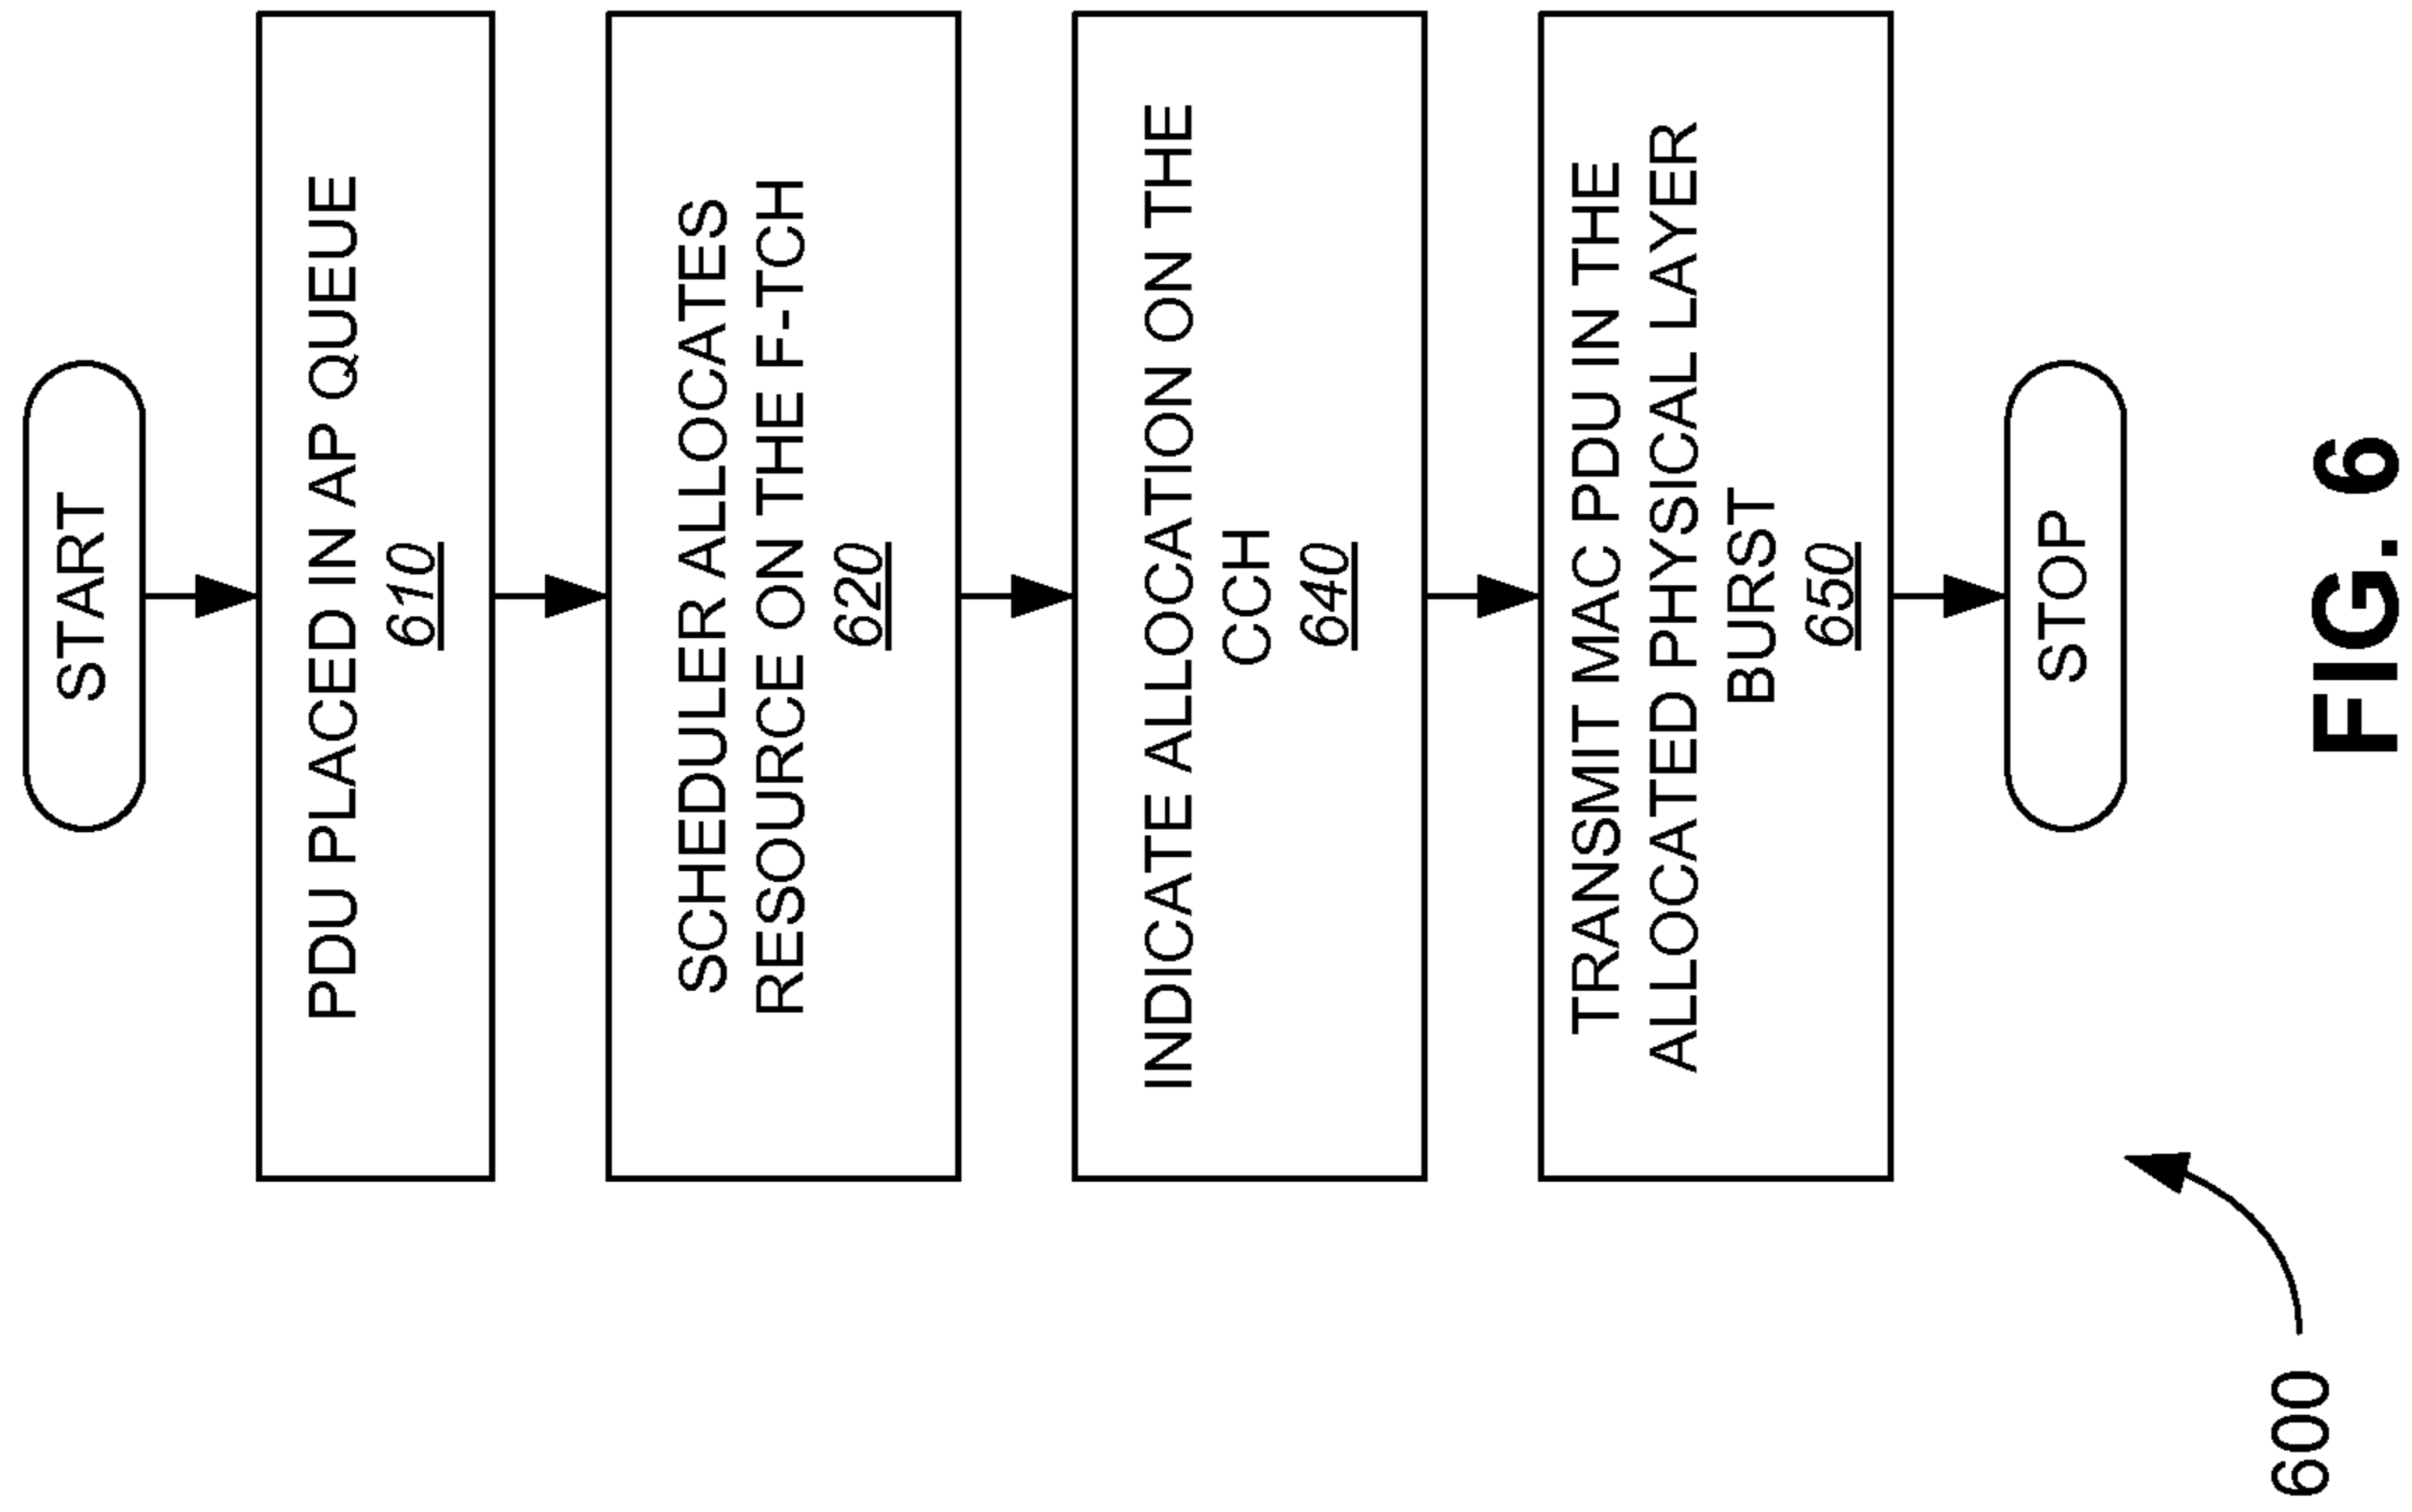 START
PDU PLACED IN AP QUEUE
610
SCHEDULER ALLOCATES
RESOURCE ON THE F-TCH
620
INDICATE ALLOCATION ON THE
CCH
640
TRANSMIT MAC PDU IN THE
ALLOCATED PHYSICAL LAYER
BURST
650
STOP
600
FIG. 6